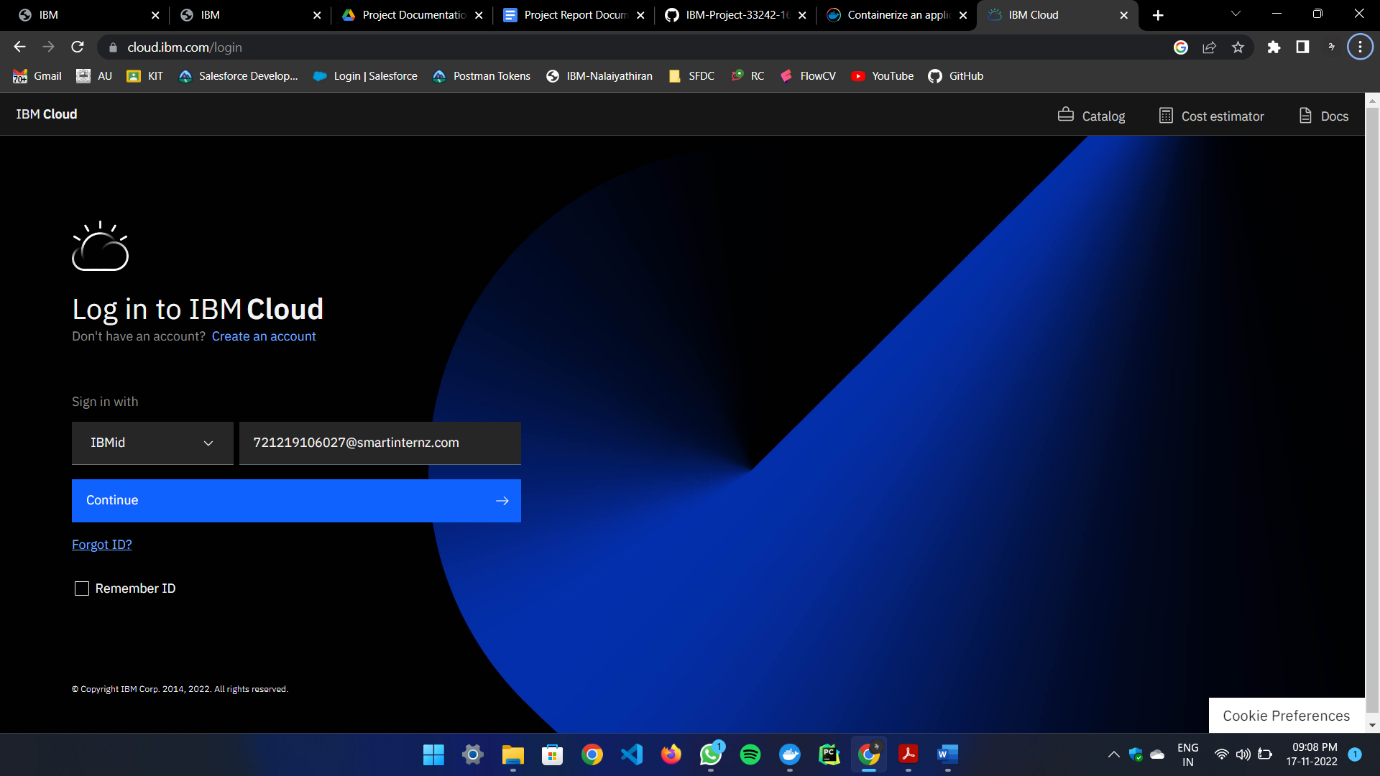 IBM
IBM
Project Documentatio
Project Report Docum
IBM-Project-33242-16
Containerize an appli
IBM Cloud
cloud.ibm.com/login
70+
Gmail
AU
KIT
Salesforce Develop...
Login | Salesforce
Postman Tokens
IBM-Nalaiyathiran
SFDC
RC
FlowCV
YouTube
GitHub
IBM Cloud
Catalog
Cost estimator
Docs
Log in to IBM Cloud
Don't have an account? Create an account
Sign in with
IBMid
721219106027@smartinternz.com
Continue
Forgot ID?
Remember ID
© Copyright IBM Corp. 2014, 2022. All rights reserved.
Cookie Preferences
1
PC
W
ENG
IN
09:08 PM
17-11-2022
1